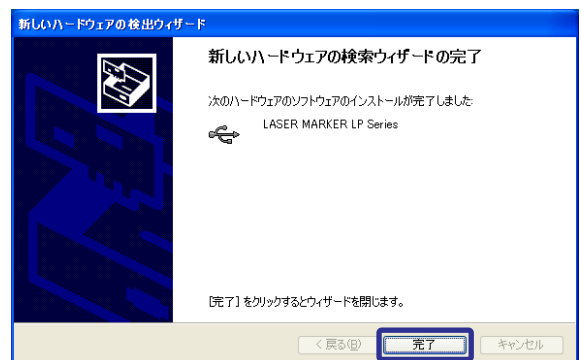 新しいハードウェアの検出ウィザード
新しいハードウェアの検索ウィザードの完了
次のハードウェアのソフトウェアのインストールが完了しました:
LASER MARKER LP Series
[完了] をクリックするとウィザードを閉じます。
< 戻る(B)
完了
キャンセル